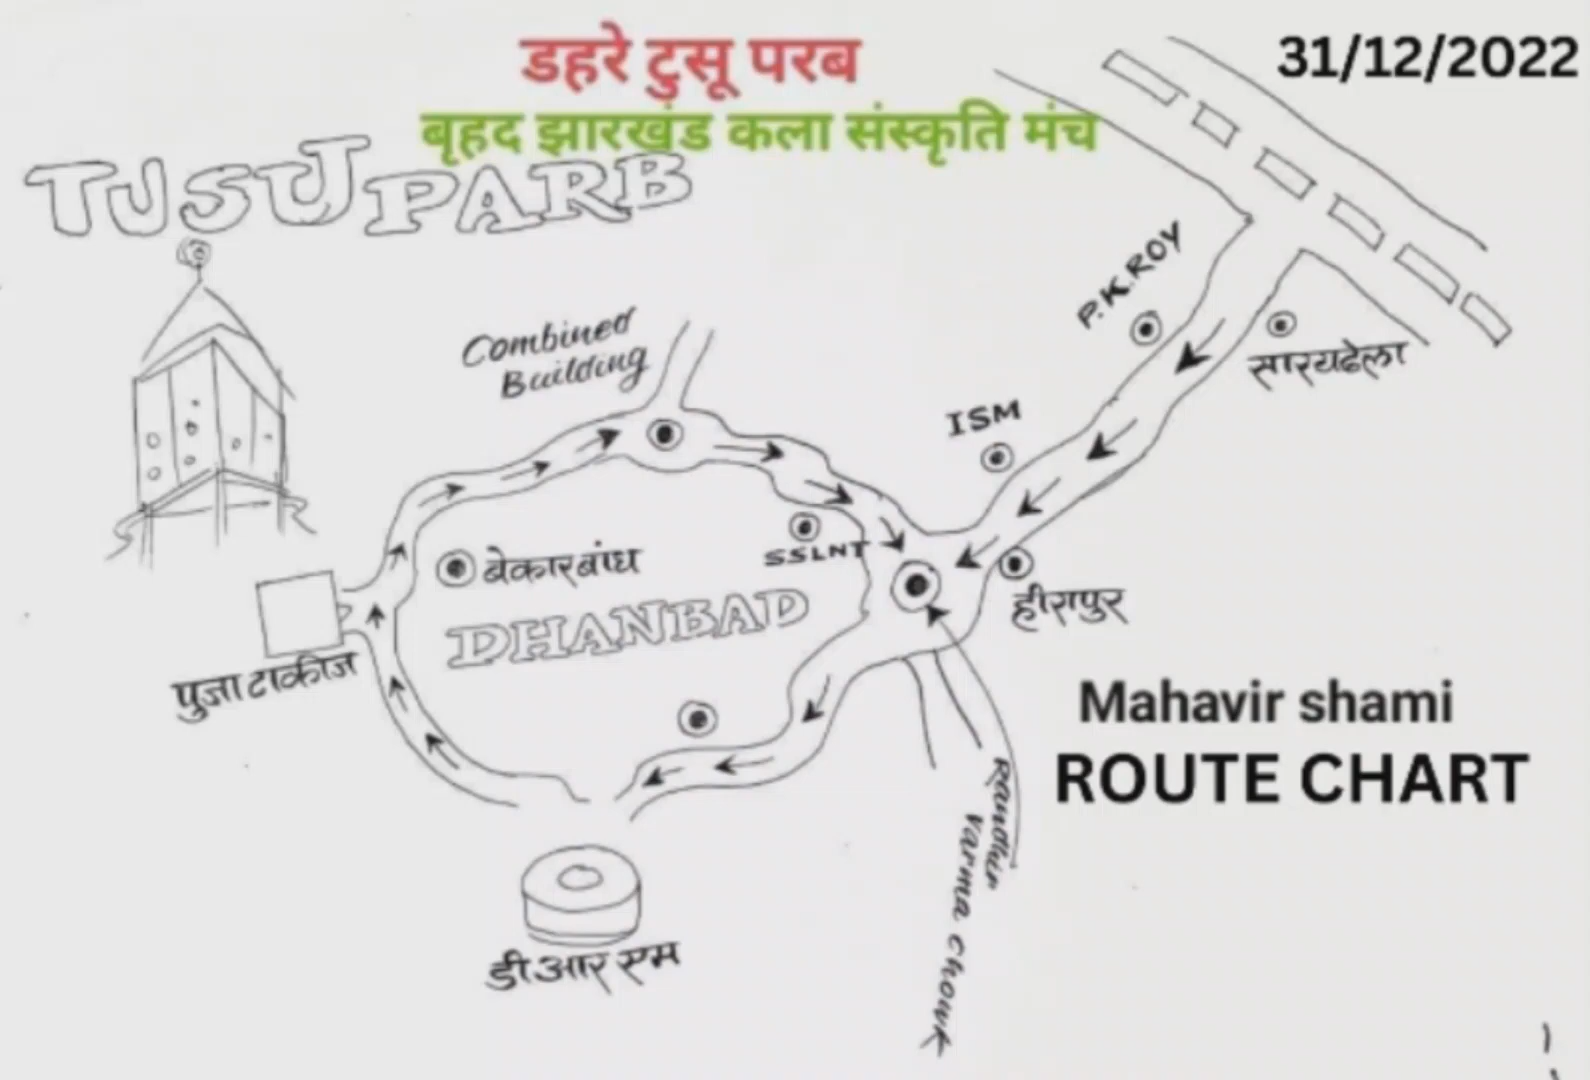 डहरे टुसू परब
31/12/2022
बृहद झारखंड कला संस्कृति मंच
TUSU PARB
P.K.ROY
Combined
Building
सारयढेला
ISM
SSLNT
बेकारबांध
हीरापुर
DHANBAD
पुजा टाकीज
Mahavir shami
ROUTE CHART
Randhir
Varma chowk
डी आर एम